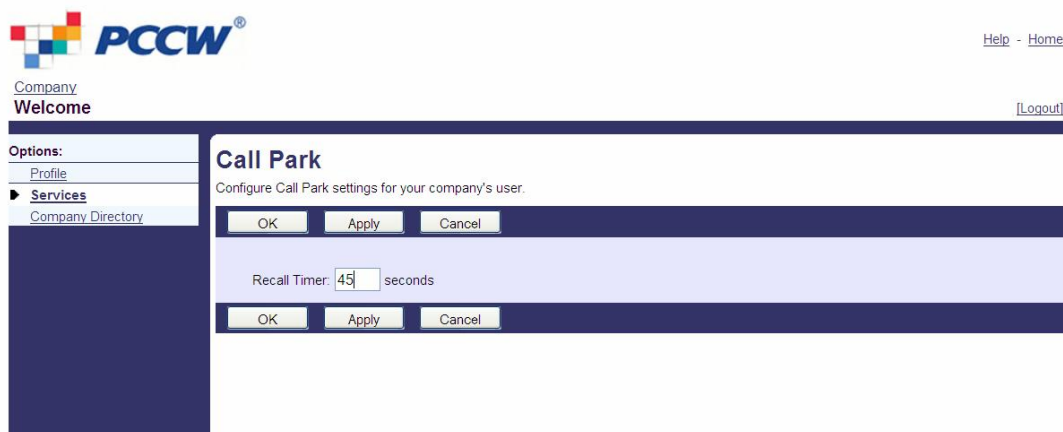 PCCW®
Help - Home
Company
Welcome
[Logout]
Options:
Profile
Services
Company Directory
Call Park
Configure Call Park settings for your company's user.
OK Apply Cancel
Recall Timer: 45 seconds
OK Apply Cancel